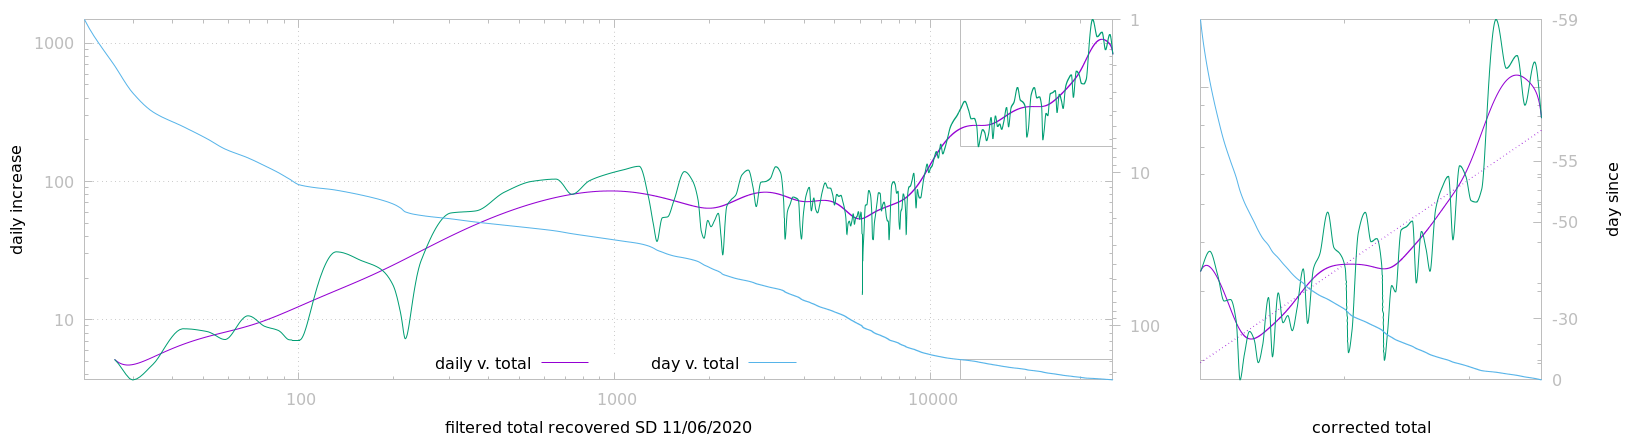 1000
100
10
daily increase
100
1000
10000
1
10
100
daily v. total
day v. total
filtered total recovered SD 11/06/2020
-59
-55
-50
-30
0
day since
corrected total